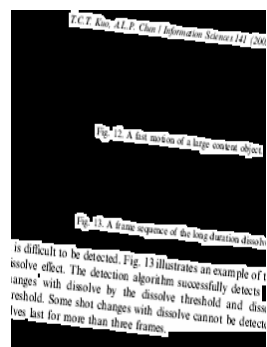 T.C.T. Kuo, A.L.P. Chen / Information Sciences 141 (200
Fig. 12. A fast motion of a large content object.
Fig. 13. A frame sequence of the long duration dissolv
is difficult to be detected. Fig. 13 illustrates an example of t
issolve effect. The detection algorithm successfully detects
anges with dissolve by the dissolve threshold and diss
reshold. Some shot changes with dissolve cannot be detect
lves last for more than three frames.